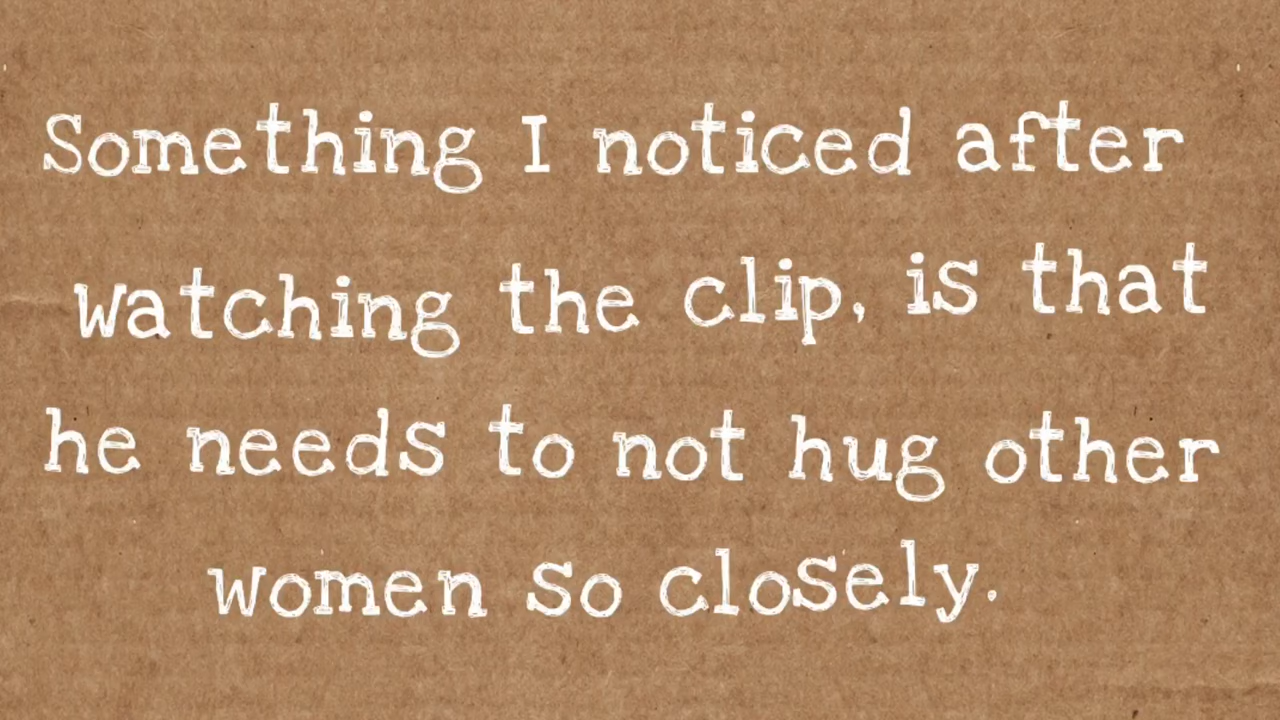 Something I noticed after
watching the clip, is that
he needs to not hug other
women so closely.